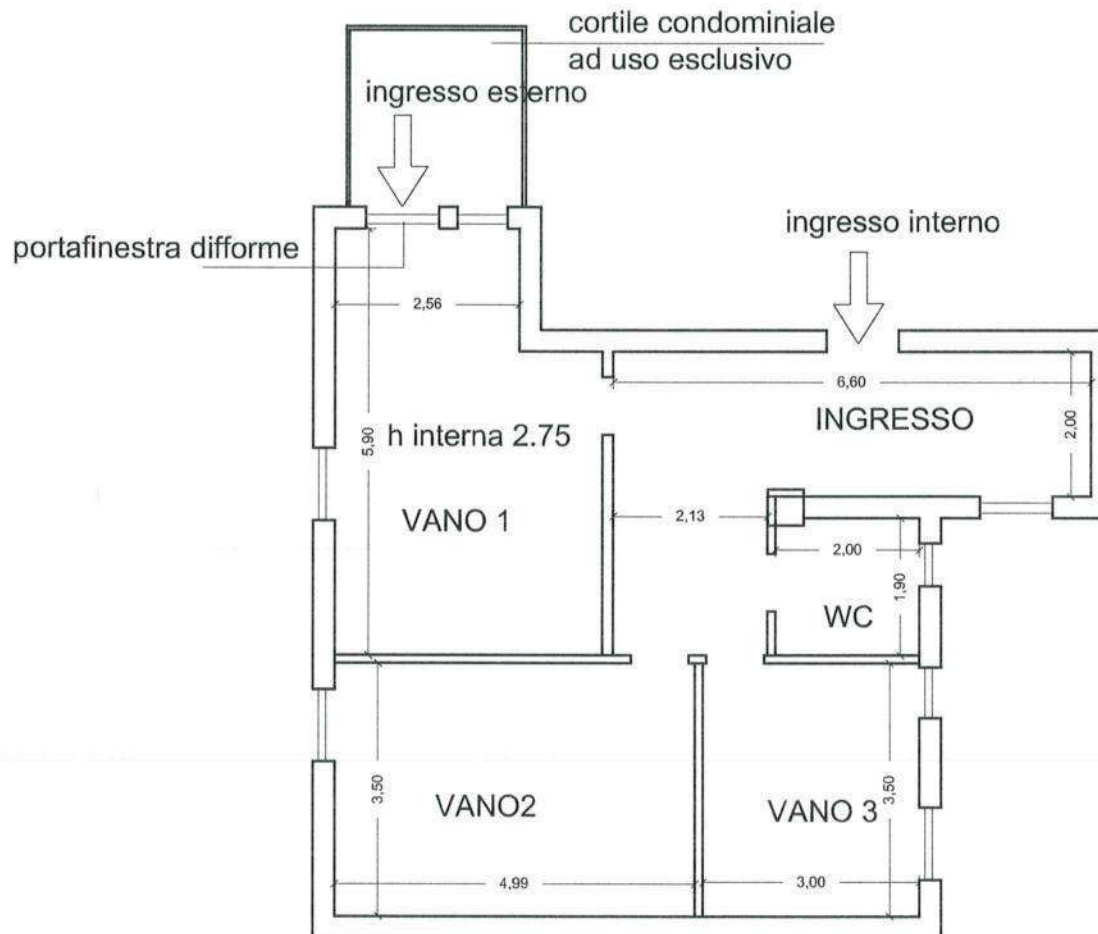 cortile condominiale
ad uso esclusivo
ingresso esterno
ingresso interno
portafinestra difforme
2,56
6,60
INGRESSO
2,00
5,90
h interna 2.75
VANO 1
2,13
2,00
1,90
WC
3,50
VANO2
3,50
VANO 3
4,99
3,00